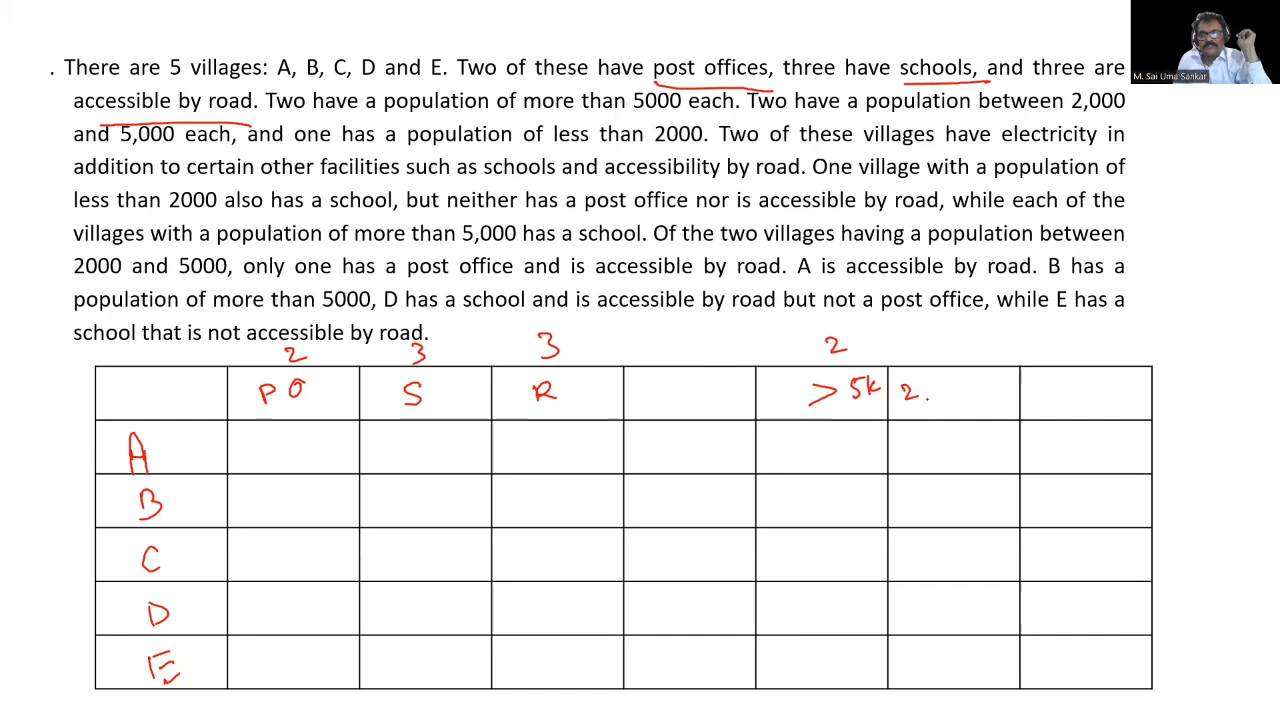 . There are 5 villages: A, B, C, D and E. Two of these have post offices, three have schools, and three are
accessible by road. Two have a population of more than 5000 each. Two have a population between 2,000
and 5,000 each, and one has a population of less than 2000. Two of these villages have electricity in
addition to certain other facilities such as schools and accessibility by road. One village with a population of
less than 2000 also has a school, but neither has a post office nor is accessible by road, while each of the
villages with a population of more than 5,000 has a school. Of the two villages having a population between
2000 and 5000, only one has a post office and is accessible by road. A is accessible by road. B has a
population of more than 5000, D has a school and is accessible by road but not a post office, while E has a
school that is not accessible by road.
M. Sai Uma Sankar
2 3 3 2
PO S R > 5k 2.
A
B
C
D
E